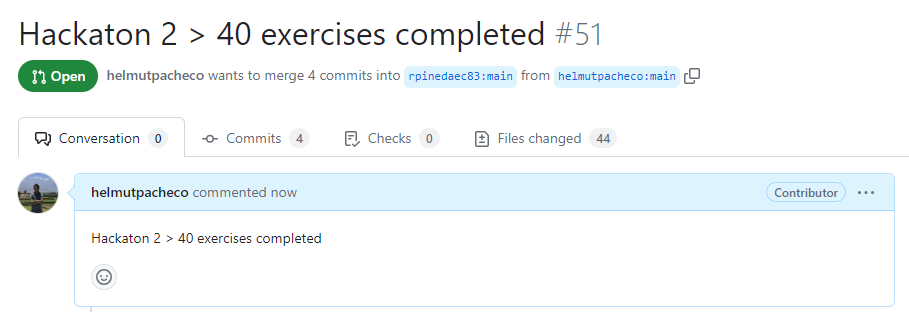 Hackaton 2 > 40 exercises completed #51
Open helmutpacheco wants to merge 4 commits into rpinedaec83:main from helmutpacheco:main
Conversation 0 Commits 4 Checks 0 Files changed 44
helmutpacheco commented now Contributor ...
Hackaton 2 > 40 exercises completed